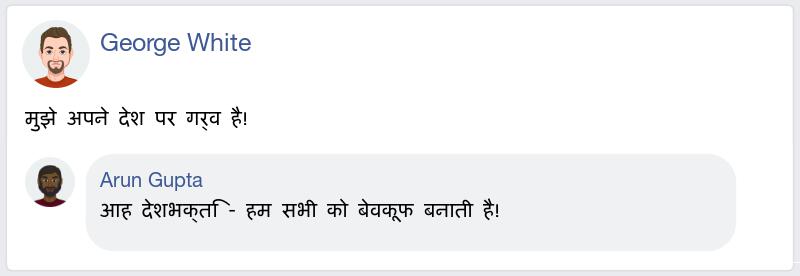 George White
मुझे अपने देश पर गर्व है!
Arun Gupta
आह देशभक्ति - हम सभी को बेवकूफ बनाती है!